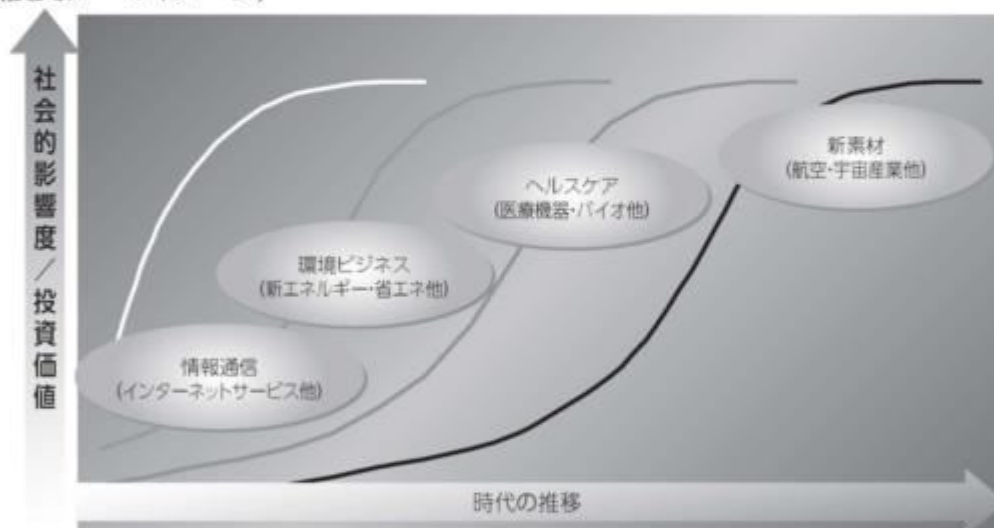 社会的影響度/投資価値
新素材
(航空・宇宙産業他)
ヘルスケア
(医療機器・バイオ他)
環境ビジネス
(新エネルギー・省エネ他)
情報通信
(インターネットサービス他)
時代の推移